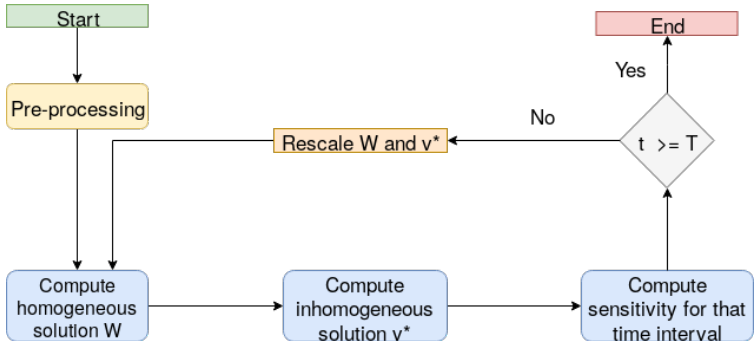 Start
End
Yes
Pre-processing
No
Rescale W and v*
t >= T
Compute
homogeneous
solution W
Compute
inhomogeneous
solution v*
Compute
sensitivity for that
time interval